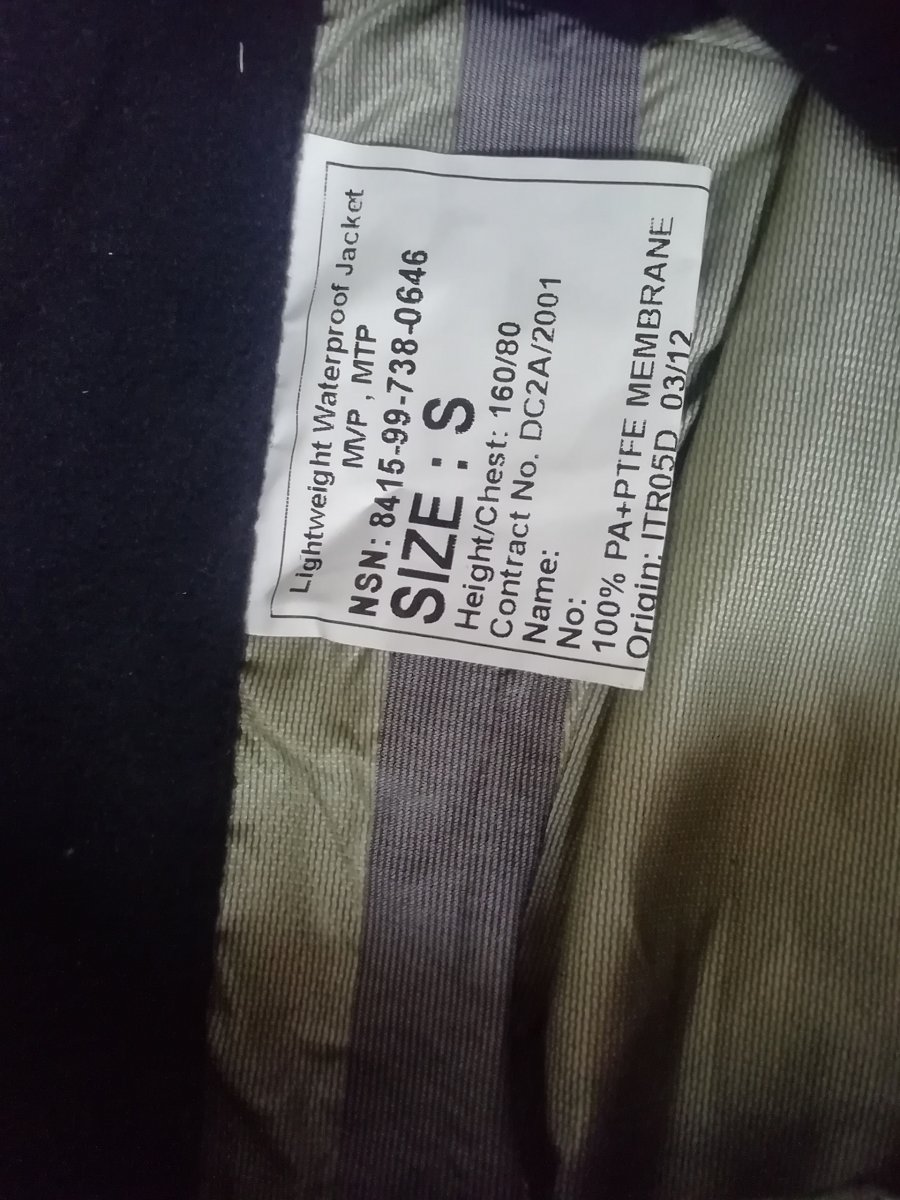 Lightweight Waterproof Jacket
MVP , MTP
NSN: 8415-99-738-0646
SIZE : S
Height/Chest: 160/80
Contract No. DC2A/2001
Name:
No:
100% PA+PTFE MEMBRANE
Origin: ITR05D 03/12